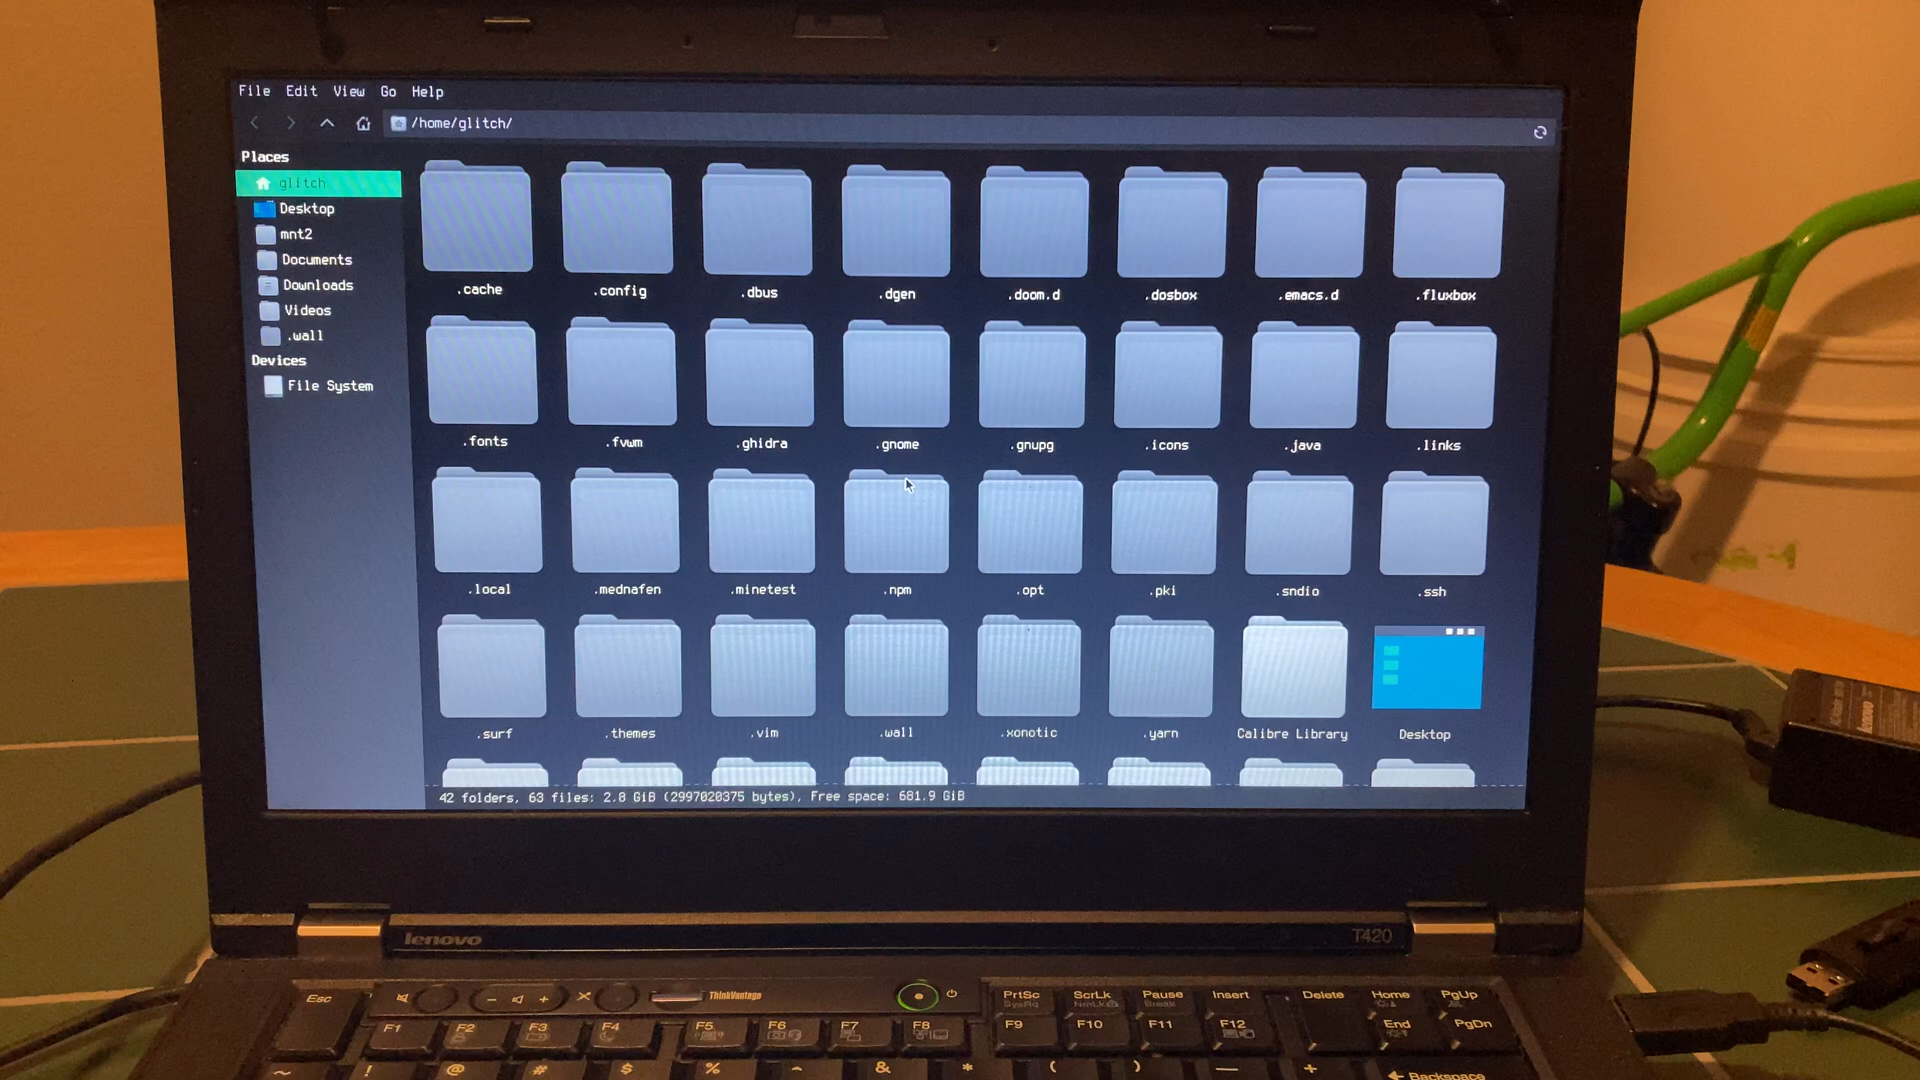 File Edit View Go Help
/home/glitch/
Places
glitch
Desktop
mnt2
Documents
Downloads
Videos
.wall
Devices
File System
.cache .config .dbus .dgen .doom.d .dosbox .emacs.d .fluxbox
.fonts .fvwm .ghidra .gnome .gnupg .icons .java .links
.local .mednafen .minetest .npm .opt .pki .sndio .ssh
.surf .themes .vim .wall .xonotic .yarn Calibre Library Desktop
42 folders, 63 files: 2.8 GiB (2997020375 bytes), Free space: 681.9 GiB
lenovo T420
ThinkVantage
Esc
PrtSc ScrLk Pause Insert Delete Home PgUp
SysRq NmLk Break
F1 F2 F3 F4 F5 F6 F7 F8 F9 F10 F11 F12 End PgDn
~ ! @ # $ % ^ & * ( ) — + Backspace